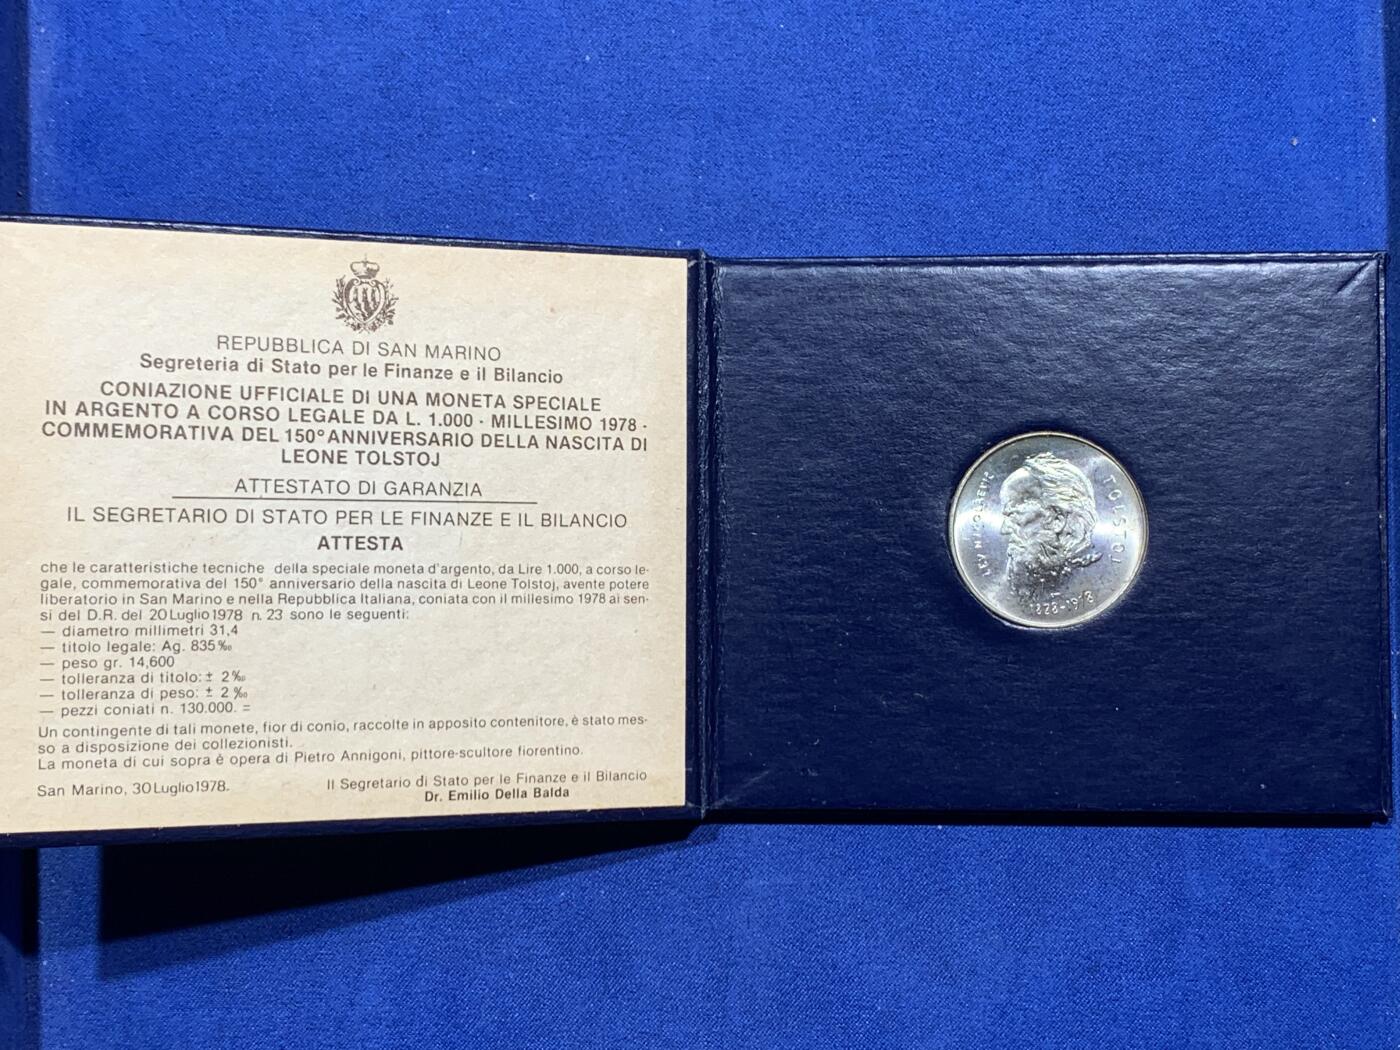 REPUBBLICA DI SAN MARINO
Segreteria di Stato per le Finanze e il Bilancio
CONIAZIONE UFFICIALE DI UNA MONETA SPECIALE
IN ARGENTO A CORSO LEGALE DA L. 1.000 - MILLESIMO 1978 -
COMMEMORATIVA DEL 150° ANNIVERSARIO DELLA NASCITA DI
LEONE TOLSTOJ
ATTESTATO DI GARANZIA
IL SEGRETARIO DI STATO PER LE FINANZE E IL BILANCIO
ATTESTA
che le caratteristiche tecniche della speciale moneta d'argento, da Lire 1.000, a corso le-
gale, commemorativa del 150° anniversario della nascita di Leone Tolstoj, avente potere
liberatorio in San Marino e nella Repubblica Italiana, coniata con il millesimo 1978 ai sen-
si del D.R. del 20 Luglio 1978 n. 23 sono le seguenti:
— diametro millimetri 31,4
— titolo legale: Ag. 835‰
— peso gr. 14,600
— tolleranza di titolo: ± 2‰
— tolleranza di peso: ± 2‰
— pezzi coniati n. 130.000. =
Un contingente di tali monete, fior di conio, raccolte in apposito contenitore, è stato mes-
so a disposizione dei collezionisti.
La moneta di cui sopra è opera di Pietro Annigoni, pittore-scultore fiorentino.
San Marino, 30 Luglio 1978.
Il Segretario di Stato per le Finanze e il Bilancio
Dr. Emilio Della Balda
LEV NIKOLAEVIČ TOLSTOJ
1828-1978